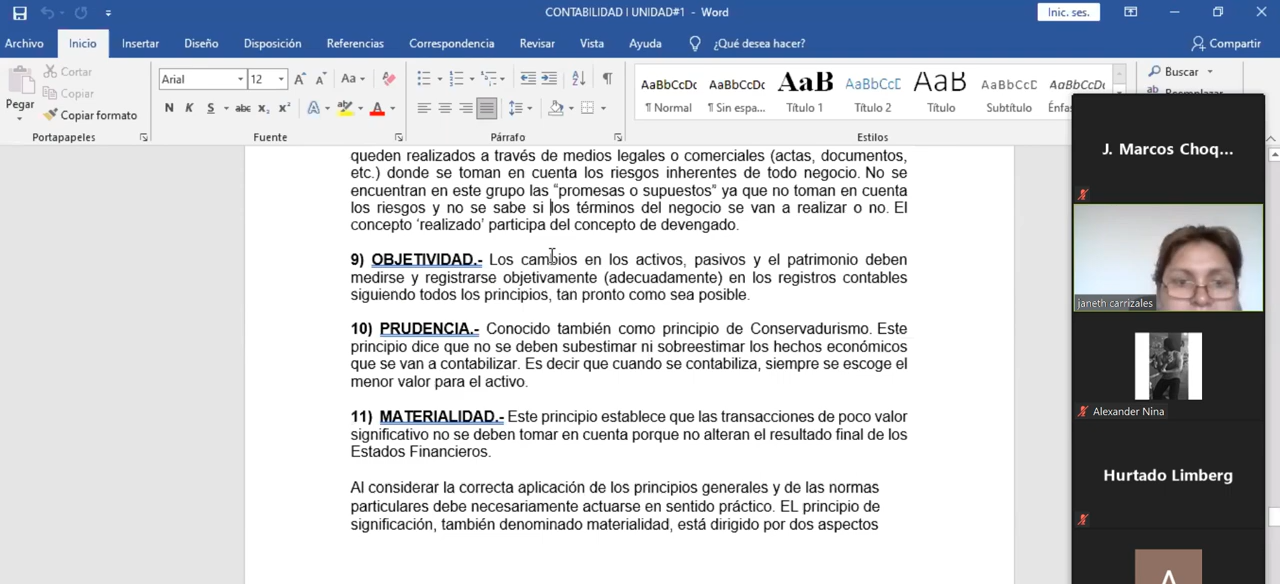 CONTABILIDAD I UNIDAD#1 - Word
Inic. ses.
Archivo Inicio Insertar Diseño Disposición Referencias Correspondencia Revisar Vista Ayuda ¿Qué desea hacer? Compartir
Pegar
Cortar
Copiar
Copiar formato
Arial 12
Aa
N K S abc x₂ x²
A A
AaBbCcDc AaBbCcDc AaB AaBbCcE AaB AaBbCcD AaBbCcDc
¶ Normal ¶ Sin espa... Título 1 Título 2 Título Subtítulo
Buscar
Portapapeles Fuente Párrafo Estilos
queden realizados a través de medios legales o comerciales (actas, documentos,
etc.) donde se toman en cuenta los riesgos inherentes de todo negocio. No se
encuentran en este grupo las “promesas o supuestos” ya que no toman en cuenta
los riesgos y no se sabe si los términos del negocio se van a realizar o no. El
concepto ‘realizado’ participa del concepto de devengado.
9) OBJETIVIDAD.- Los cambios en los activos, pasivos y el patrimonio deben
medirse y registrarse objetivamente (adecuadamente) en los registros contables
siguiendo todos los principios, tan pronto como sea posible.
10) PRUDENCIA.- Conocido también como principio de Conservadurismo. Este
principio dice que no se deben subestimar ni sobreestimar los hechos económicos
que se van a contabilizar. Es decir que cuando se contabiliza, siempre se escoge el
menor valor para el activo.
11) MATERIALIDAD.- Este principio establece que las transacciones de poco valor
significativo no se deben tomar en cuenta porque no alteran el resultado final de los
Estados Financieros.
Al considerar la correcta aplicación de los principios generales y de las normas
particulares debe necesariamente actuarse en sentido práctico. EL principio de
significación, también denominado materialidad, está dirigido por dos aspectos
J. Marcos Choq...
janeth carrizales
Alexander Nina
Hurtado Limberg
A